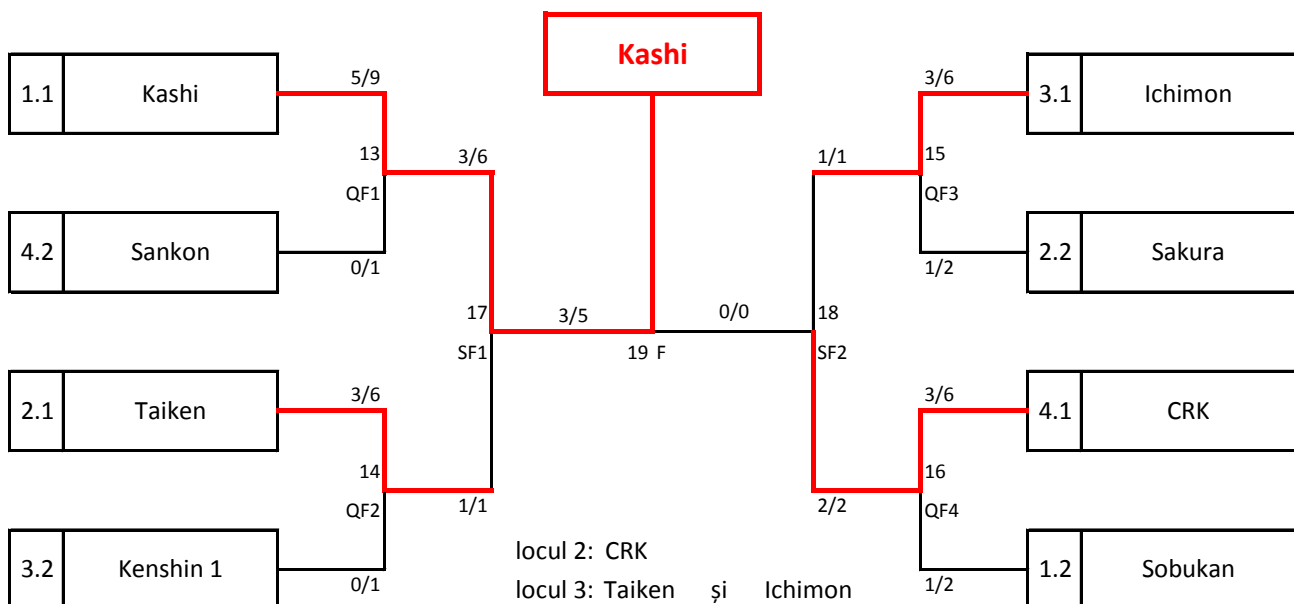 Kashi
5/9
3/6
1.1 Kashi
3.1 Ichimon
13
3/6
1/1
15
QF1
QF3
4.2 Sankon
2.2 Sakura
0/1
1/2
17
3/5
0/0
18
SF1
19 F
SF2
3/6
3/6
2.1 Taiken
4.1 CRK
14
16
QF2
1/1
2/2
QF4
locul 2: CRK
3.2 Kenshin 1
1.2 Sobukan
0/1
locul 3: Taiken și Ichimon
1/2